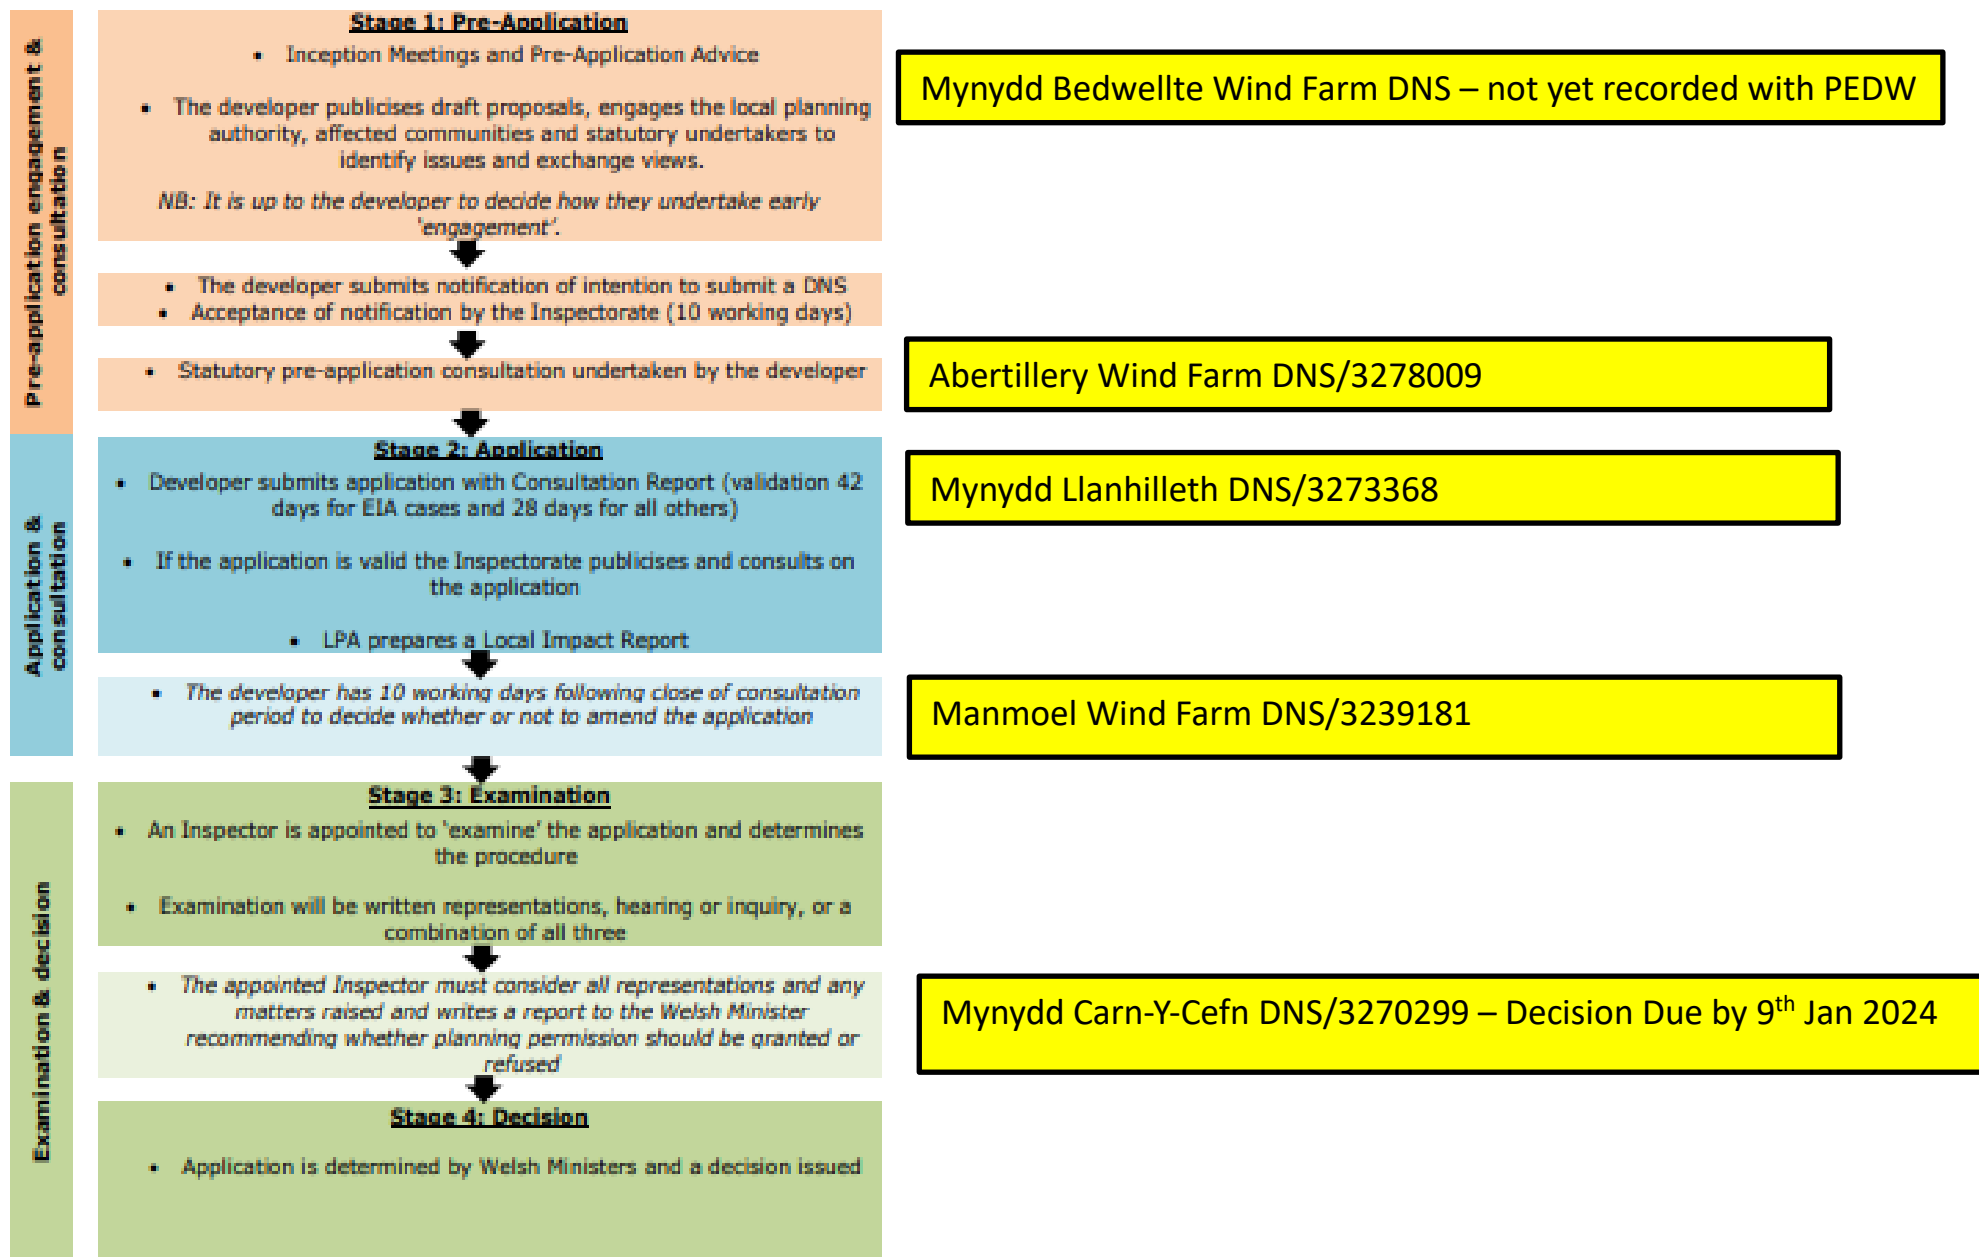 Pre-application engagement &
consultation
Stage 1: Pre-Application
• Inception Meetings and Pre-Application Advice
• The developer publicises draft proposals, engages the local planning
authority, affected communities and statutory undertakers to
identify issues and exchange views.
NB: It is up to the developer to decide how they undertake early
'engagement'.
Mynydd Bedwellte Wind Farm DNS – not yet recorded with PEDW
• The developer submits notification of intention to submit a DNS
• Acceptance of notification by the Inspectorate (10 working days)
• Statutory pre-application consultation undertaken by the developer
Abertillery Wind Farm DNS/3278009
Application &
consultation
Stage 2: Application
• Developer submits application with Consultation Report (validation 42
days for EIA cases and 28 days for all others)
• If the application is valid the Inspectorate publicises and consults on
the application
• LPA prepares a Local Impact Report
Mynydd Llanhilleth DNS/3273368
• The developer has 10 working days following close of consultation
period to decide whether or not to amend the application
Manmoel Wind Farm DNS/3239181
Examination & decision
Stage 3: Examination
• An Inspector is appointed to 'examine' the application and determines
the procedure
• Examination will be written representations, hearing or inquiry, or a
combination of all three
• The appointed Inspector must consider all representations and any
matters raised and writes a report to the Welsh Minister
recommending whether planning permission should be granted or
refused
Mynydd Carn-Y-Cefn DNS/3270299 – Decision Due by 9th Jan 2024
Stage 4: Decision
• Application is determined by Welsh Ministers and a decision issued